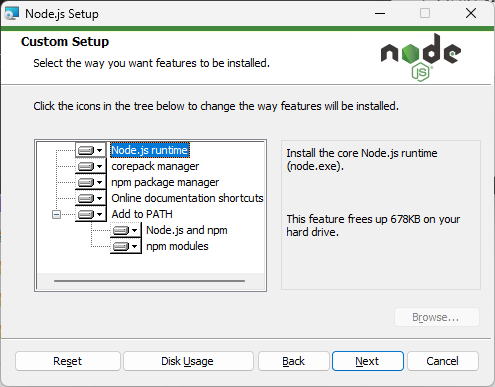 Node.js Setup
Custom Setup
Select the way you want features to be installed.
node
JS
Click the icons in the tree below to change the way features will be installed.
Node.js runtime
corepack manager
npm package manager
Online documentation shortcuts
Add to PATH
Node.js and npm
npm modules
Install the core Node.js runtime
(node.exe).
This feature frees up 678KB on your
hard drive.
Browse...
Reset
Disk Usage
Back
Next
Cancel